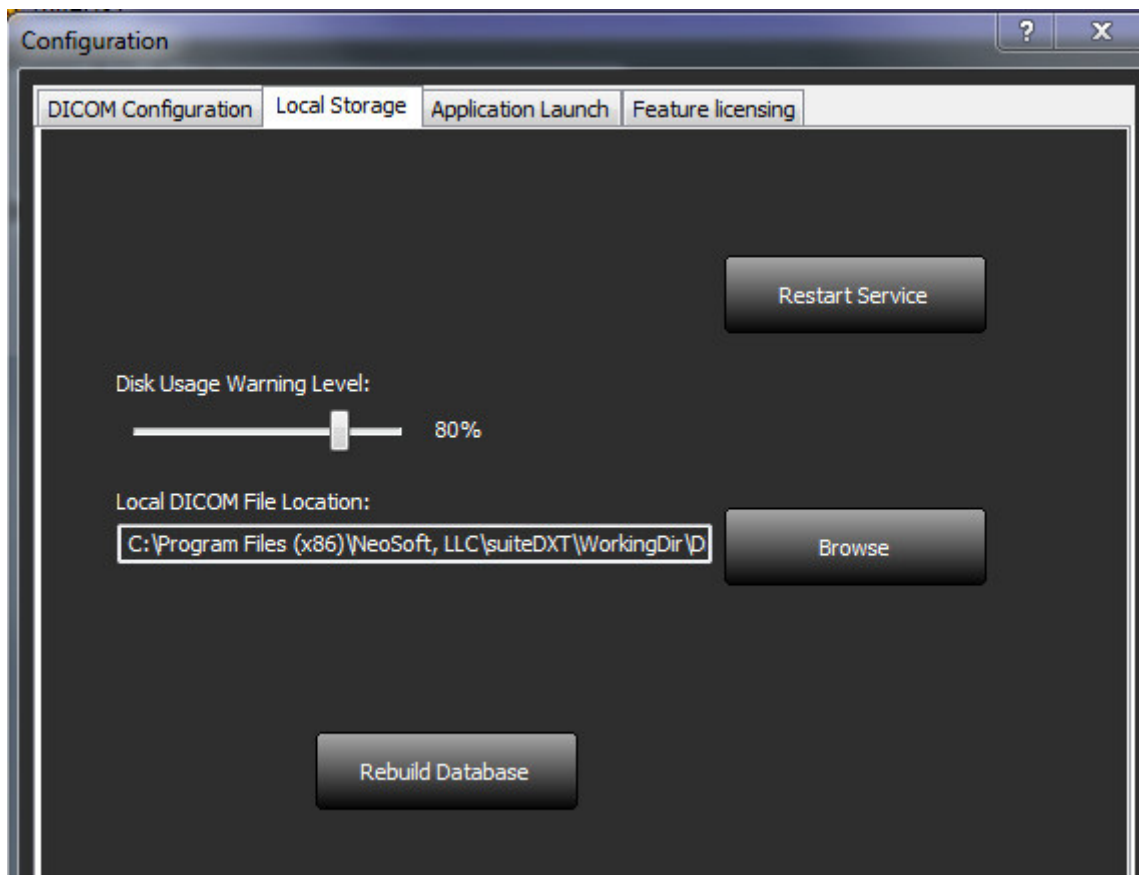 Configuration
?
X
DICOM Configuration Local Storage Application Launch Feature licensing
Restart Service
Disk Usage Warning Level:
80%
Local DICOM File Location:
C:\Program Files (x86)\NeoSoft, LLC\suiteDXT\WorkingDir\D
Browse
Rebuild Database